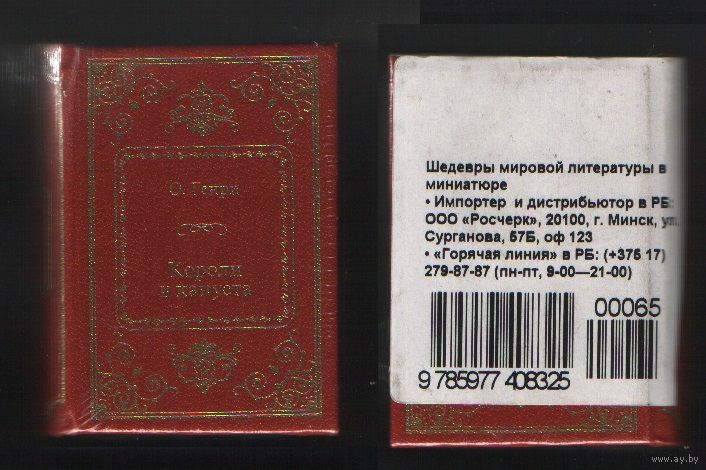 О. Генри
Короли
и капуста
Шедевры мировой литературы в
миниатюре
• Импортер и дистрибьютор в РБ:
ООО «Росчерк», 20100, г. Минск, ул.
Сурганова, 57Б, оф 123
• «Горячая линия» в РБ: (+375 17)
279-87-87 (пн-пт, 9-00—21-00)
00065
9 785977 408325
www.ay.by